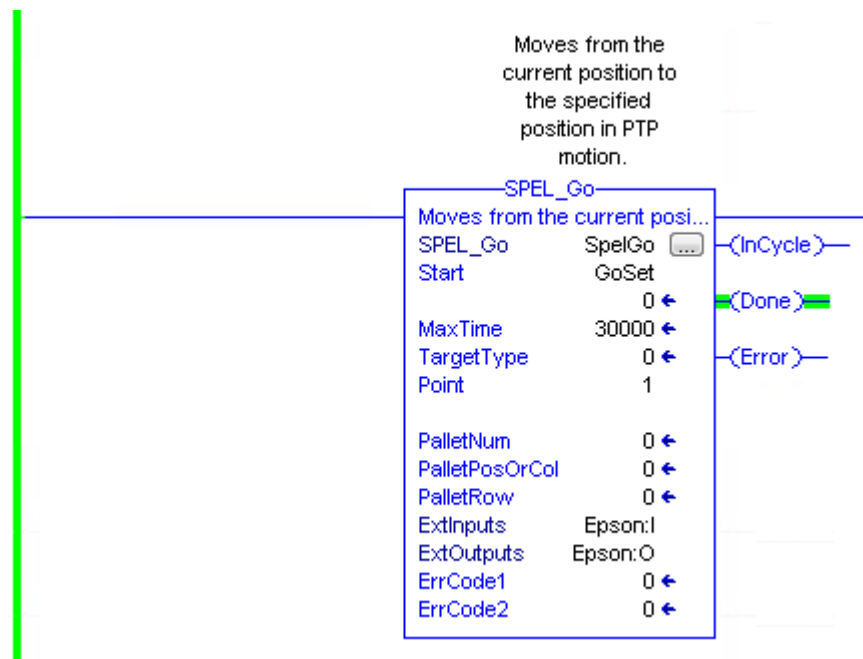 Moves from the
current position to
the specified
position in PTP
motion.
SPEL_Go
Moves from the current posi...
SPEL_Go SpelGo ... (InCycle)
Start GoSet
0 (Done)
MaxTime 30000
TargetType 0 (Error)
Point 1
PalletNum 0
PalletPosOrCol 0
PalletRow 0
ExtInputs Epson:I
ExtOutputs Epson:O
ErrCode1 0
ErrCode2 0